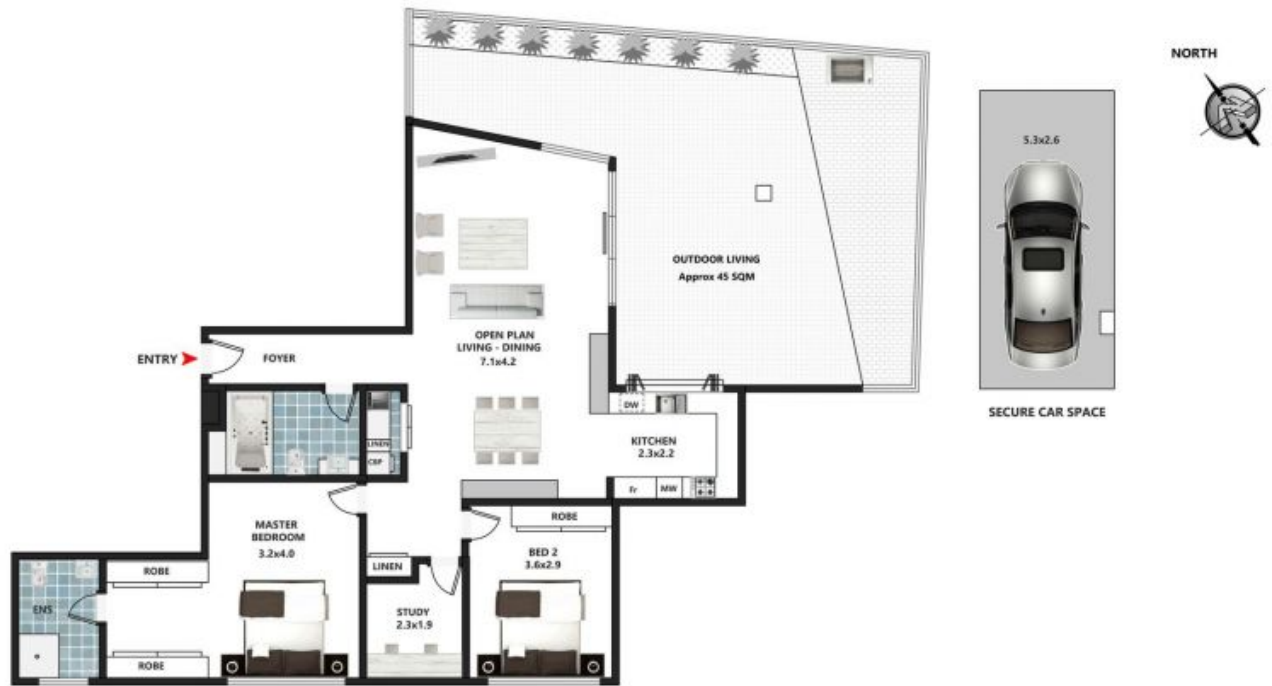 NORTH
5.3x2.6
SECURE CAR SPACE
OUTDOOR LIVING
Approx 45 SQM
OPEN PLAN
LIVING - DINING
7.1x4.2
ENTRY
FOYER
DW
KITCHEN
2.3x2.2
LINEN
CBP
Fr
MW
MASTER
BEDROOM
3.2x4.0
ROBE
BED 2
3.6x2.9
ROBE
LINEN
ENS
STUDY
2.3x1.9
ROBE